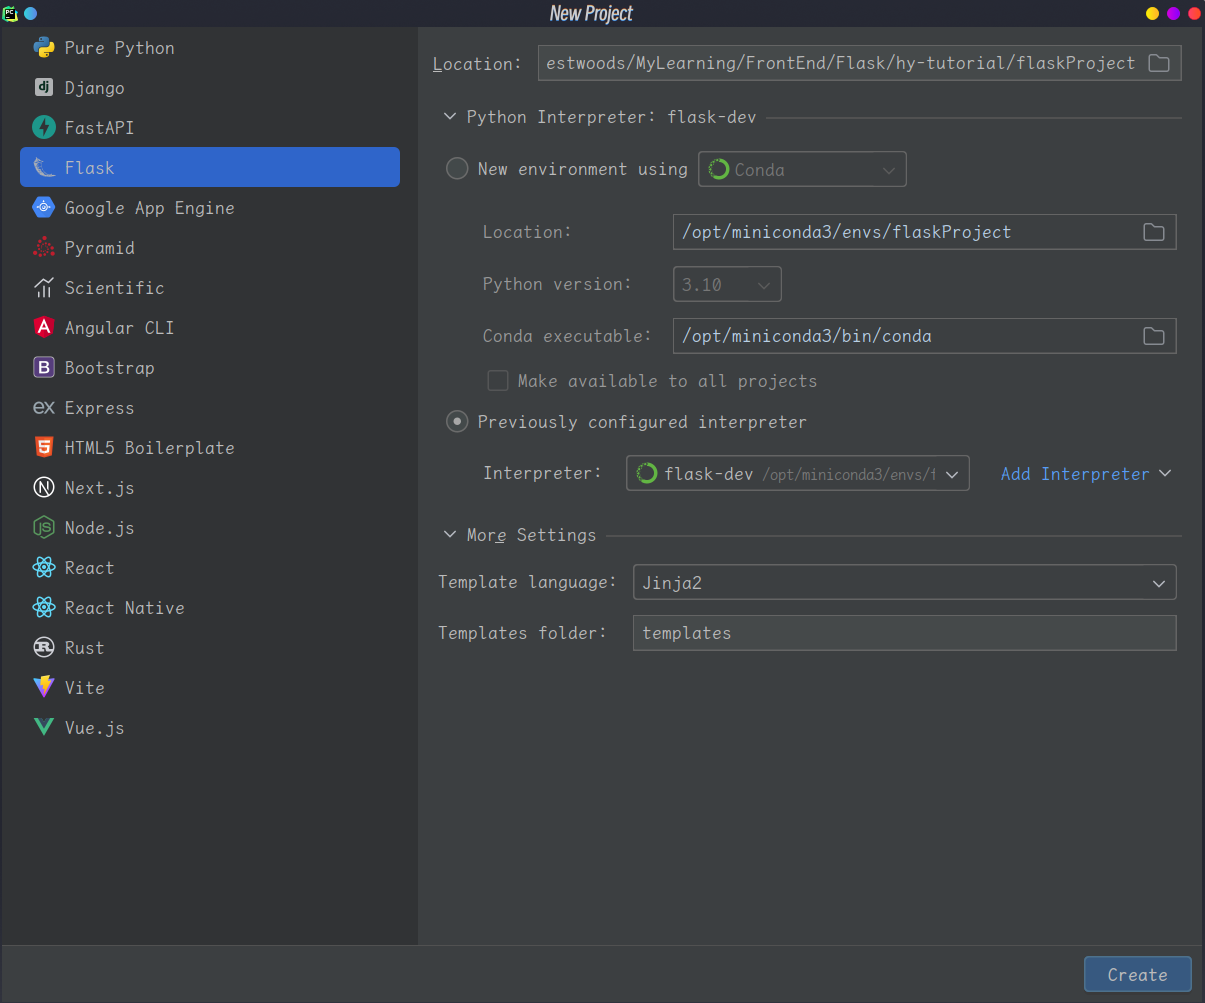 New Project
Pure Python
Django
FastAPI
Flask
Google App Engine
Pyramid
Scientific
Angular CLI
Bootstrap
Express
HTML5 Boilerplate
Next.js
Node.js
React
React Native
Rust
Vite
Vue.js
Location: estwoods/MyLearning/FrontEnd/Flask/hy-tutorial/flaskProject
Python Interpreter: flask-dev
New environment using Conda
Location: /opt/miniconda3/envs/flaskProject
Python version: 3.10
Conda executable: /opt/miniconda3/bin/conda
Make available to all projects
Previously configured interpreter
Interpreter: flask-dev /opt/miniconda3/envs/f Add Interpreter
More Settings
Template language: Jinja2
Templates folder: templates
Create